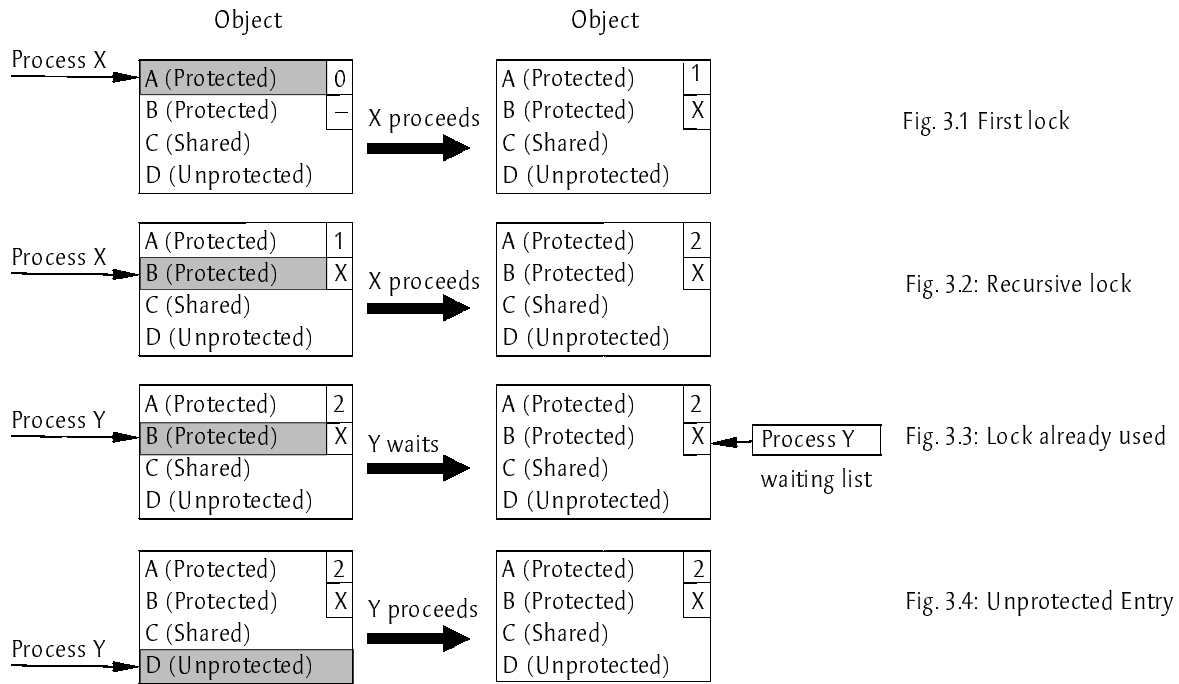 Object Object
Process X
A (Protected) 0
B (Protected) –
C (Shared)
D (Unprotected)
X proceeds
A (Protected) 1
B (Protected) X
C (Shared)
D (Unprotected)
Fig. 3.1 First lock
Process X
A (Protected) 1
B (Protected) X
C (Shared)
D (Unprotected)
X proceeds
A (Protected) 2
B (Protected) X
C (Shared)
D (Unprotected)
Fig. 3.2: Recursive lock
Process Y
A (Protected) 2
B (Protected) X
C (Shared)
D (Unprotected)
Y waits
A (Protected) 2
B (Protected) X
C (Shared)
D (Unprotected)
Process Y
waiting list
Fig. 3.3: Lock already used
Process Y
A (Protected) 2
B (Protected) X
C (Shared)
D (Unprotected)
Y proceeds
A (Protected) 2
B (Protected) X
C (Shared)
D (Unprotected)
Fig. 3.4: Unprotected Entry